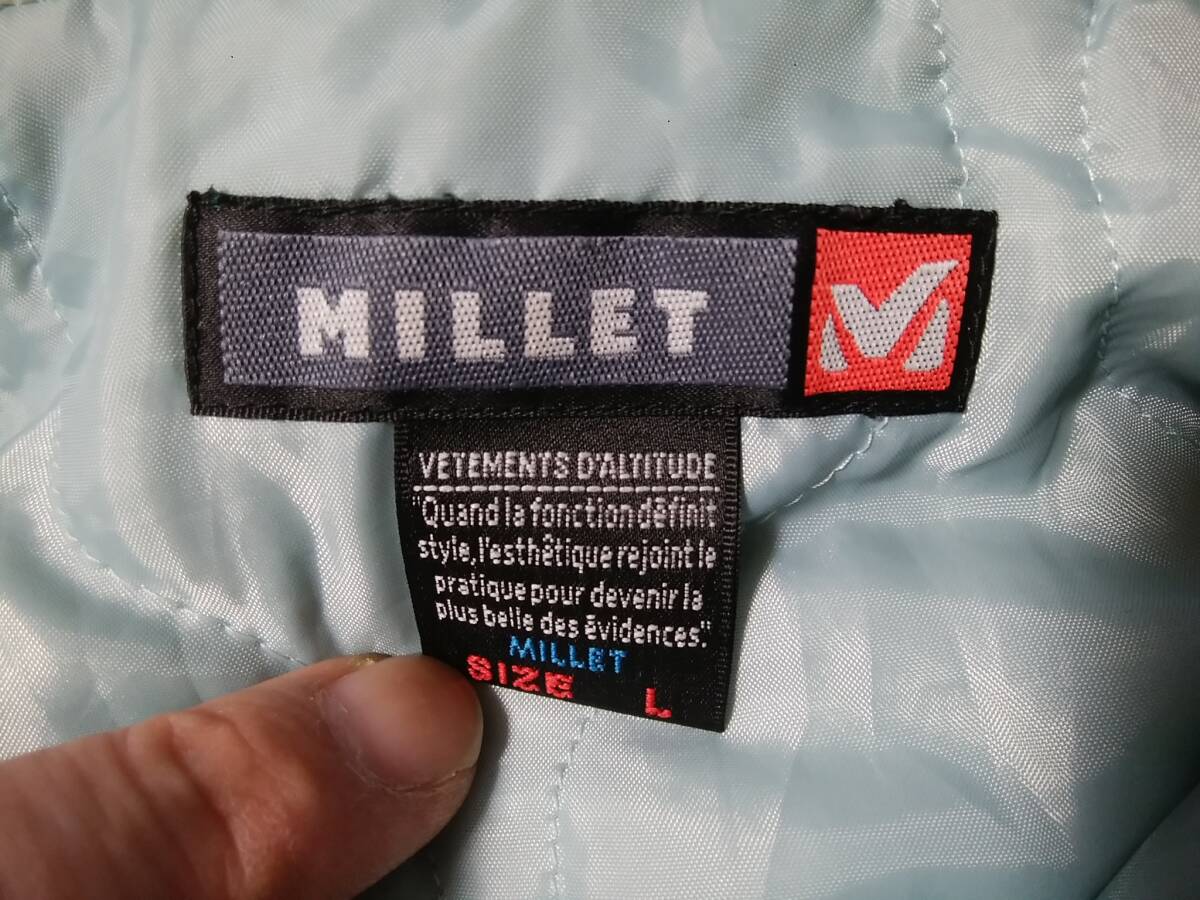 MILLET
VETEMENTS D'ALTITUDE
"Quand la fonction définit
style, l'esthêtique rejoint le
pratique pour devenir la
plus belle des évidences."
MILLET
SIZE L